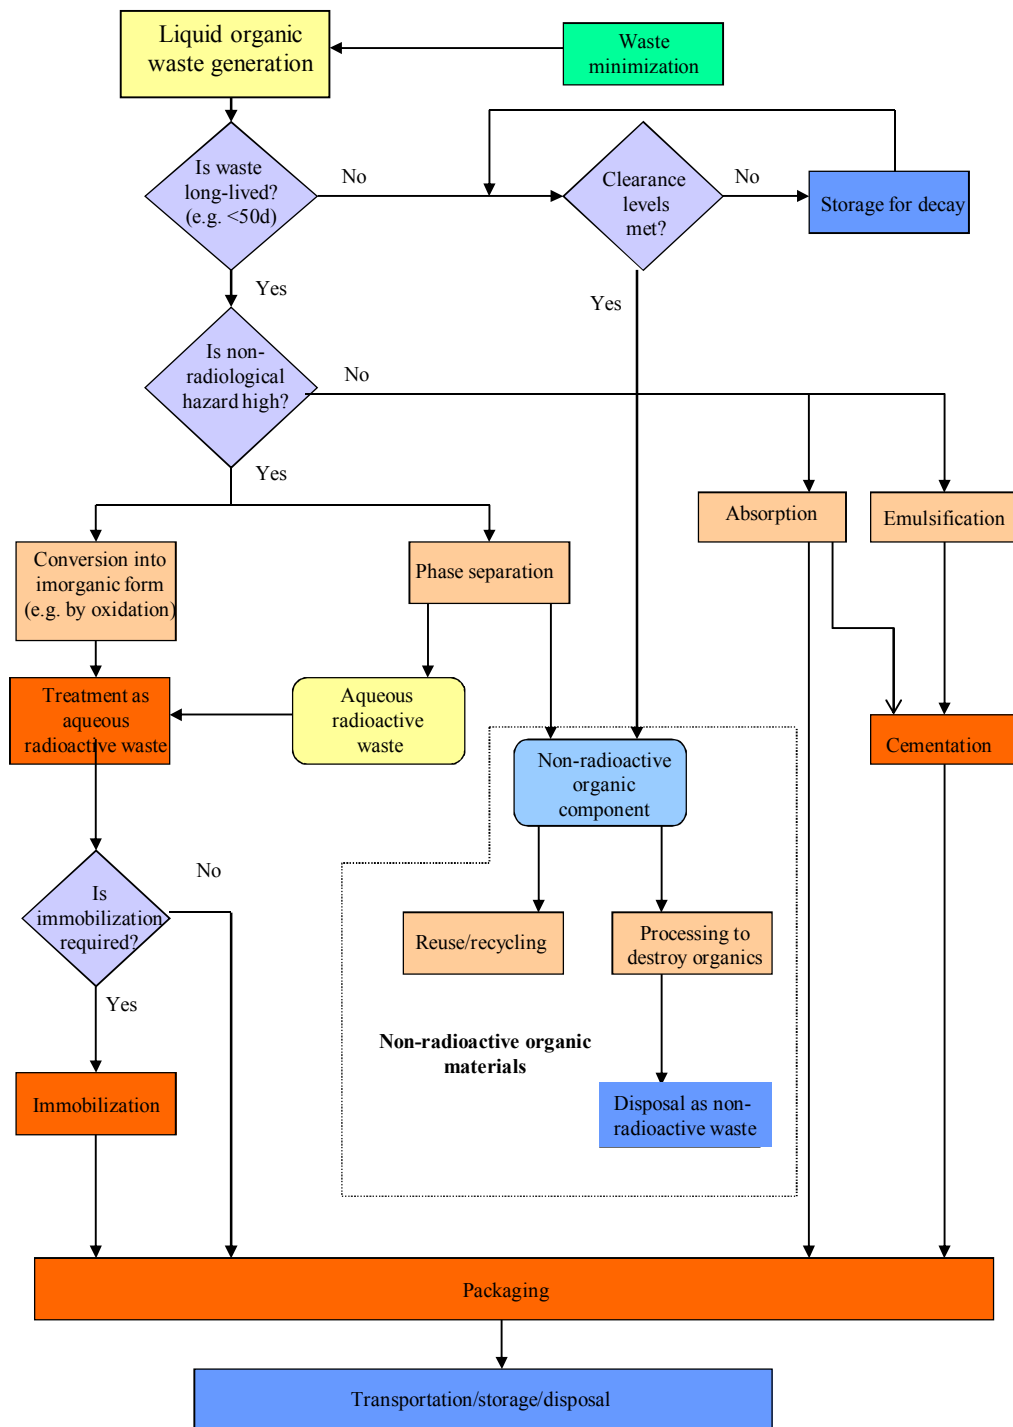 Liquid organic
waste generation
Waste
minimization
Is waste
long-lived?
(e.g. <50d)
No
Clearance
levels
met?
No
Storage for decay
Yes
Yes
Is non-
radiological
hazard high?
No
Yes
Absorption
Emulsification
Conversion into
imorganic form
(e.g. by oxidation)
Phase separation
Treatment as
aqueous
radioactive waste
Aqueous
radioactive
waste
Non-radioactive
organic
component
Cementation
No
Is
immobilization
required?
Reuse/recycling
Processing to
destroy organics
Yes
Non-radioactive organic
materials
Immobilization
Disposal as non-
radioactive waste
Packaging
Transportation/storage/disposal